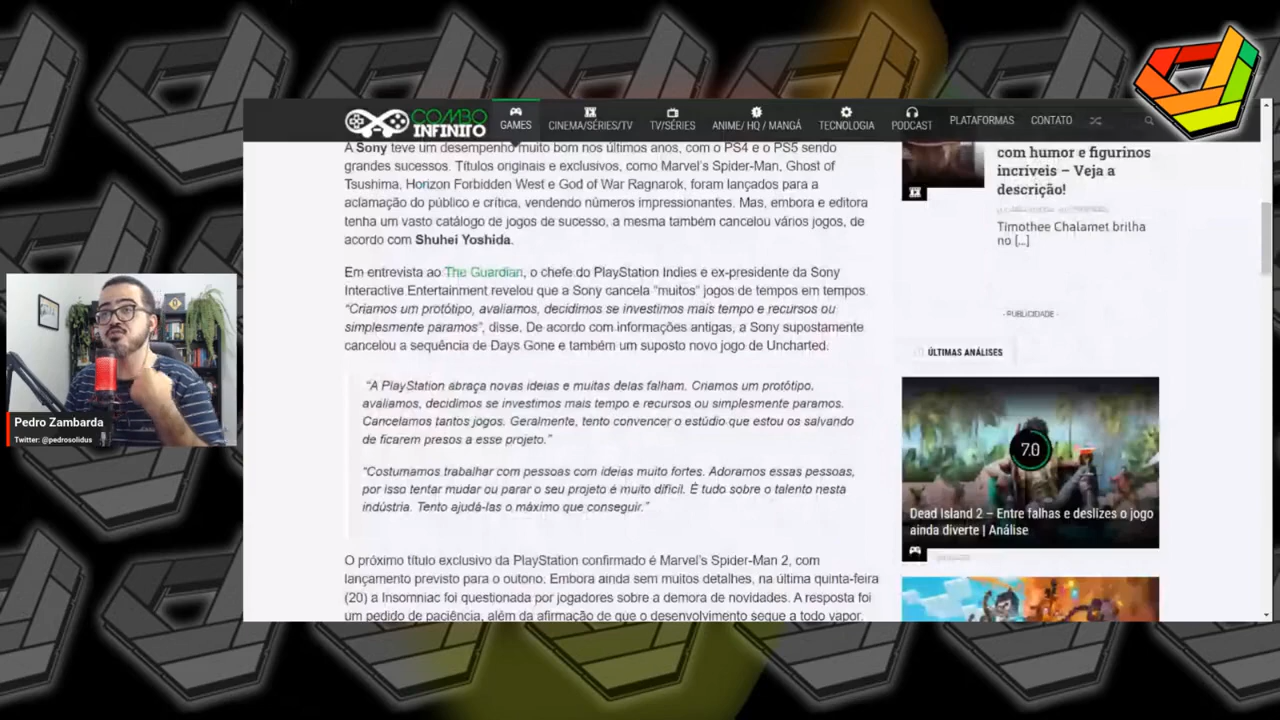 COMBO
INFINITO
GAMES
CINEMA/SÉRIES/TV
TV/SÉRIES
ANIME/ HQ / MANGÁ
TECNOLOGIA
PODCAST
PLATAFORMAS
CONTATO
A Sony teve um desempenho muito bom nos últimos anos, com o PS4 e o PS5 sendo
grandes sucessos. Títulos originais e exclusivos, como Marvel's Spider-Man, Ghost of
Tsushima, Horizon Forbidden West e God of War Ragnarok, foram lançados para a
aclamação do público e crítica, vendendo números impressionantes. Mas, embora e editora
tenha um vasto catálogo de jogos de sucesso, a mesma também cancelou vários jogos, de
acordo com Shuhei Yoshida.
Em entrevista ao The Guardian, o chefe do PlayStation Indies e ex-presidente da Sony
Interactive Entertainment revelou que a Sony cancela "muitos" jogos de tempos em tempos
"Criamos um protótipo, avaliamos, decidimos se investimos mais tempo e recursos ou
simplesmente paramos", disse, De acordo com informações antigas, a Sony supostamente
cancelou a sequência de Days Gone e também um suposto novo jogo de Uncharted.
"A PlayStation abraça novas ideias e muitas delas falham. Criamos um protótipo,
avaliamos, decidimos se investimos mais tempo e recursos ou simplesmente paramos.
Cancelamos tantos jogos. Geralmente, tento convencer o estúdio que estou os salvando
de ficarem presos a esse projeto."
"Costumamos trabalhar com pessoas com ideias muito fortes. Adoramos essas pessoas,
por isso tentar mudar ou parar o seu projeto é muito difícil. É tudo sobre o talento nesta
indústria. Tento ajudá-las o máximo que conseguir."
O próximo título exclusivo da PlayStation confirmado é Marvel's Spider-Man 2, com
lançamento previsto para o outono. Embora ainda sem muitos detalhes, na última quinta-feira
(20) a Insomniac foi questionada por jogadores sobre a demora de novidades. A resposta foi
um pedido de paciência, além da afirmação de que o desenvolvimento segue a todo vapor.
com humor e figurinos
incríveis – Veja a
descrição!
Timothee Chalamet brilha
no [...]
- PUBLICIDADE -
ÚLTIMAS ANÁLISES
7.0
Dead Island 2 – Entre falhas e deslizes o jogo
ainda diverte | Análise
Pedro Zambarda
Twitter: @pedrosolidus